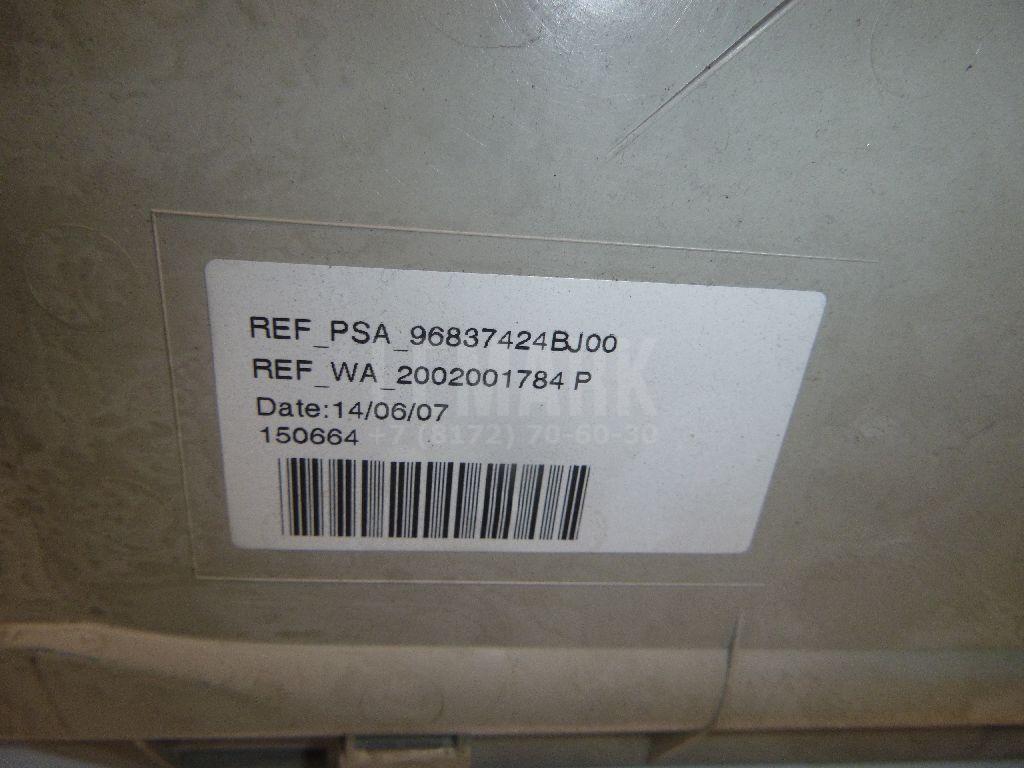 REF_PSA_96837424BJ00
REF_WA_2002001784 P
Date:14/06/07
150664
+7 (8172) 70-60-30